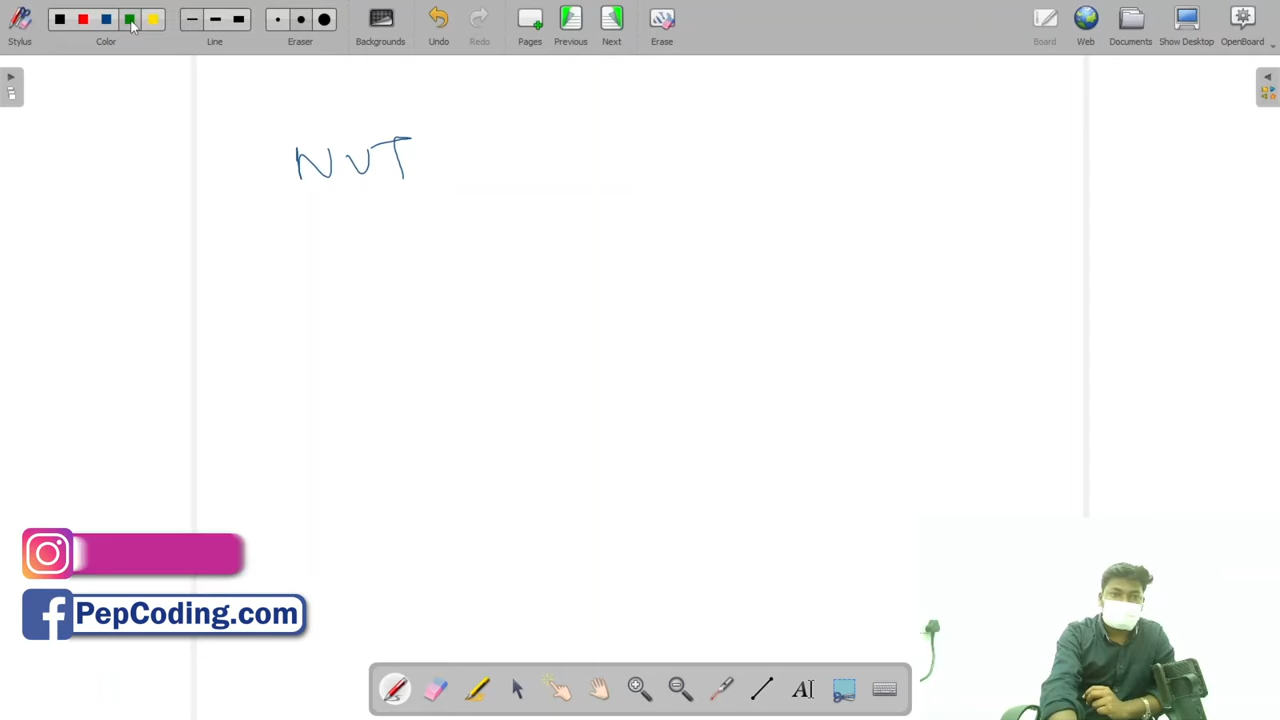 Stylus Color Line Eraser Backgrounds Undo Redo Pages Previous Next Erase Board Web Documents Show Desktop OpenBoard
NVT
PepCoding.com